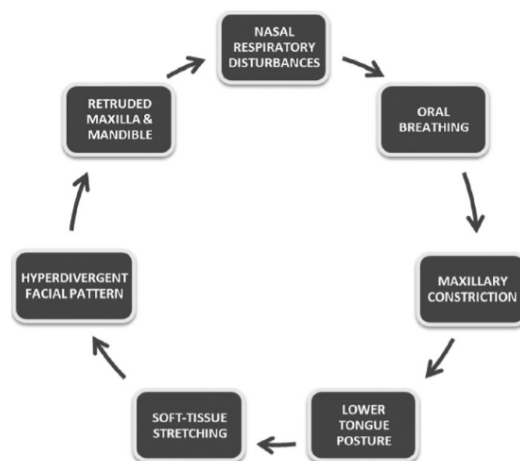 NASAL
RESPIRATORY
DISTURBANCES
ORAL
BREATHING
MAXILLARY
CONSTRICTION
LOWER
TONGUE
POSTURE
SOFT-TISSUE
STRETCHING
HYPERDIVERGENT
FACIAL PATTERN
RETRUDED
MAXILLA &
MANDIBLE